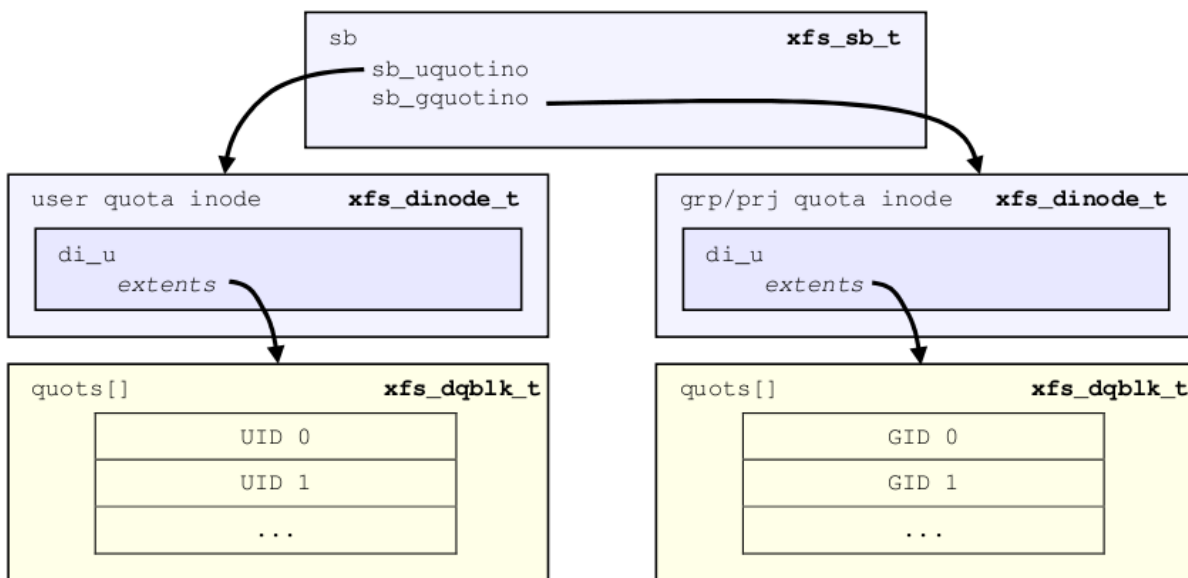 sb xfs_sb_t
sb_uquotino
sb_gquotino
user quota inode xfs_dinode_t
di_u
extents
quots[] xfs_dqblk_t
UID 0
UID 1
...
grp/prj quota inode xfs_dinode_t
di_u
extents
quots[] xfs_dqblk_t
GID 0
GID 1
...